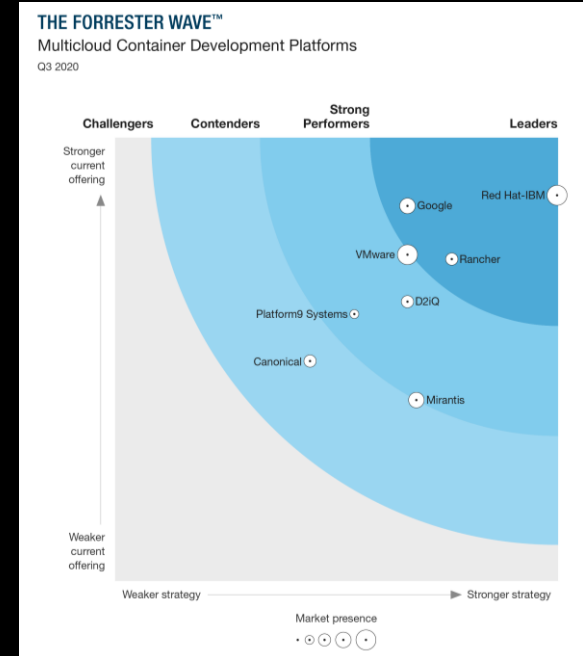 THE FORRESTER WAVE™
Multicloud Container Development Platforms
Q3 2020
Challengers
Contenders
Strong
Performers
Leaders
Stronger
current
offering
Red Hat-IBM
Google
VMware
Rancher
D2iQ
Platform9 Systems
Canonical
Mirantis
Weaker
current
offering
Weaker strategy
Stronger strategy
Market presence